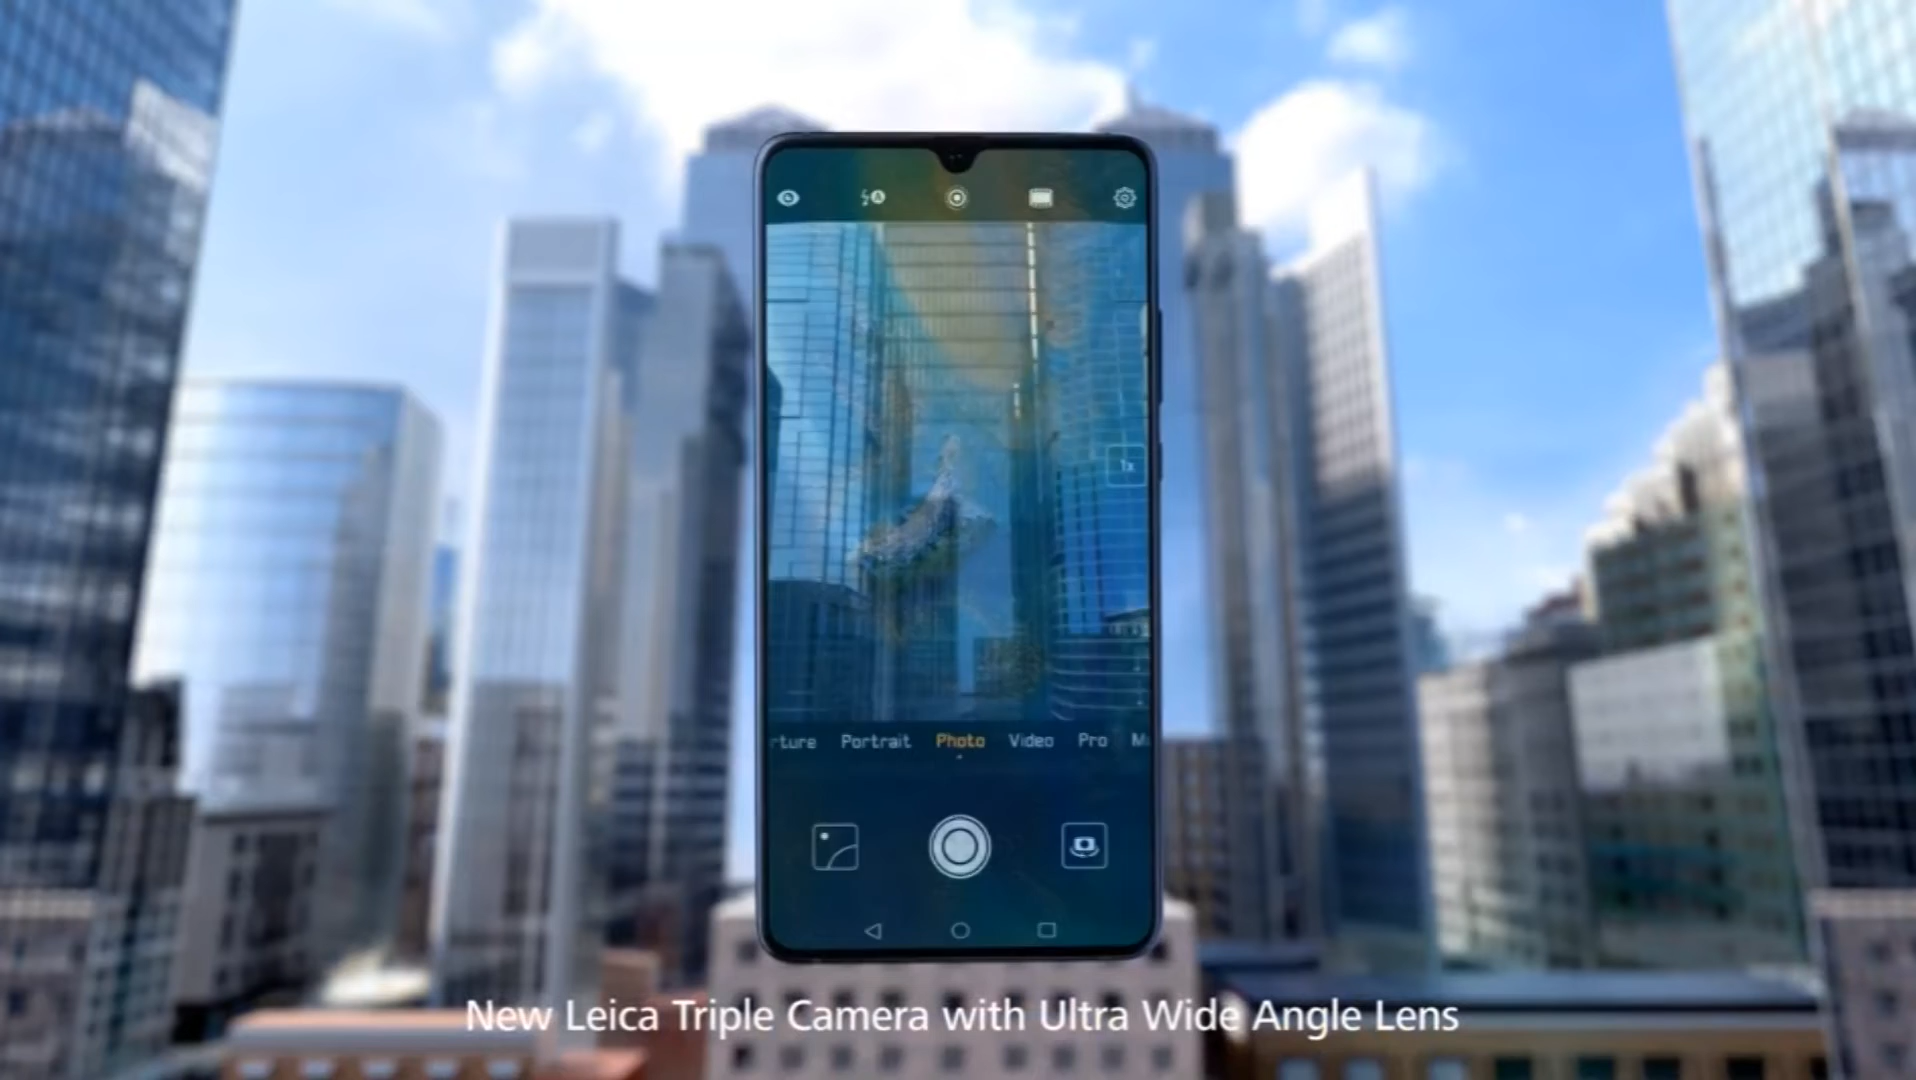 1x
rture Portrait Photo Video Pro M
New Leica Triple Camera with Ultra Wide Angle Lens